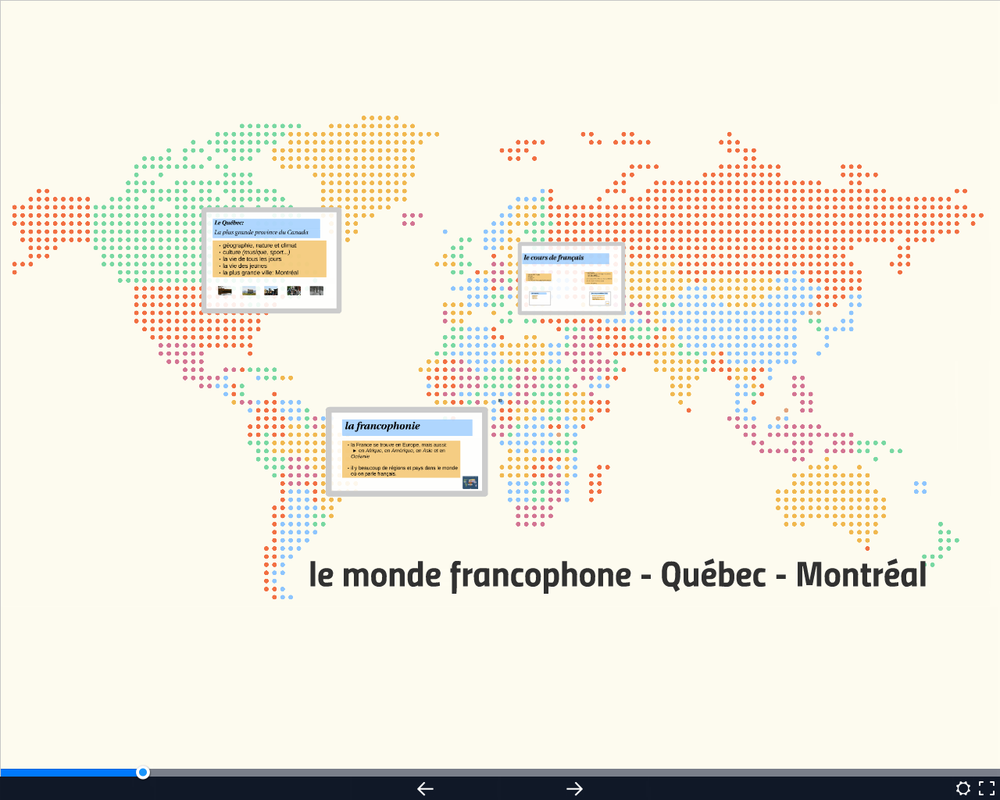 Le Québec:
La plus grande province du Canada
- géographie, nature et climat
- culture (musique, sport...)
- la vie de tous les jours
- la vie des jeunes
- la plus grande ville: Montréal
le cours de français
la francophonie
- la France se trouve en Europe, mais aussi:
► en Afrique, en Amérique, en Asie et en
Océanie
- il y beaucoup de régions et pays dans le monde
où on parle français.
le monde francophone - Québec - Montréal